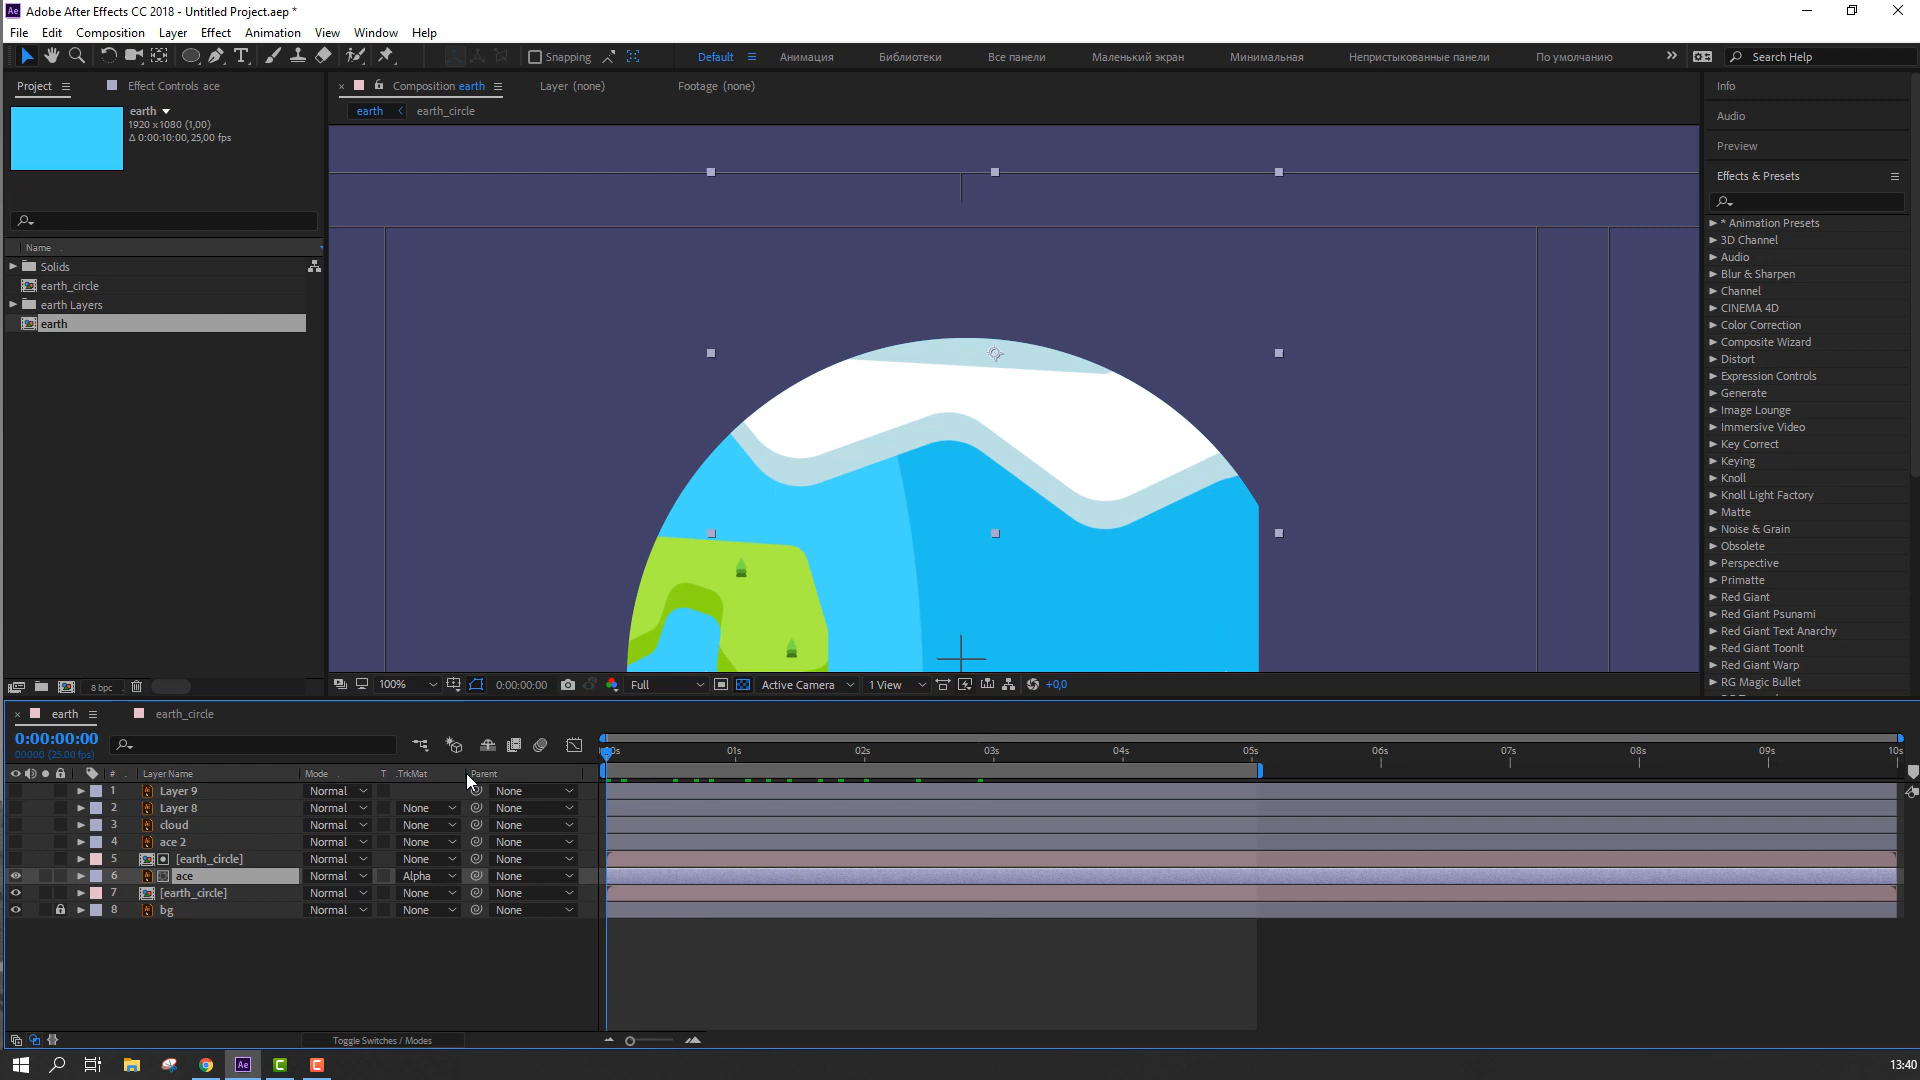 Adobe After Effects CC 2018 - Untitled Project.aep *
File Edit Composition Layer Effect Animation View Window Help
Snapping Default Анимация Библиотеки Все панели Маленький экран Минимальная Непристыкованные панели По умолчанию Search Help
Project Effect Controls ace
Composition earth Layer (none) Footage (none)
earth earth_circle
earth
1920 x1080 (1,00)
Δ 0:00:10:00, 25,00 fps
Name
Solids
earth_circle
earth Layers
earth
8 bpc
100% 0:00:00:00 Full Active Camera 1 View +0,0
Info
Audio
Preview
Effects & Presets
* Animation Presets
3D Channel
Audio
Blur & Sharpen
Channel
CINEMA 4D
Color Correction
Composite Wizard
Distort
Expression Controls
Generate
Image Lounge
Immersive Video
Key Correct
Keying
Knoll
Knoll Light Factory
Matte
Noise & Grain
Obsolete
Perspective
Primatte
Red Giant
Red Giant Psunami
Red Giant Text Anarchy
Red Giant ToonIt
Red Giant Warp
RG Magic Bullet
earth earth_circle
0:00:00:00
00000 (25.00 fps)
01s 02s 03s 04s 05s 06s 07s 08s 09s 10s
# Layer Name Mode T .TrkMat Parent
1 Layer 9 Normal None
2 Layer 8 Normal None None
3 cloud Normal None None
4 ace 2 Normal None None
5 [earth_circle] Normal None None
6 ace Normal Alpha None
7 [earth_circle] Normal None None
8 bg Normal None None
Toggle Switches / Modes
13:40